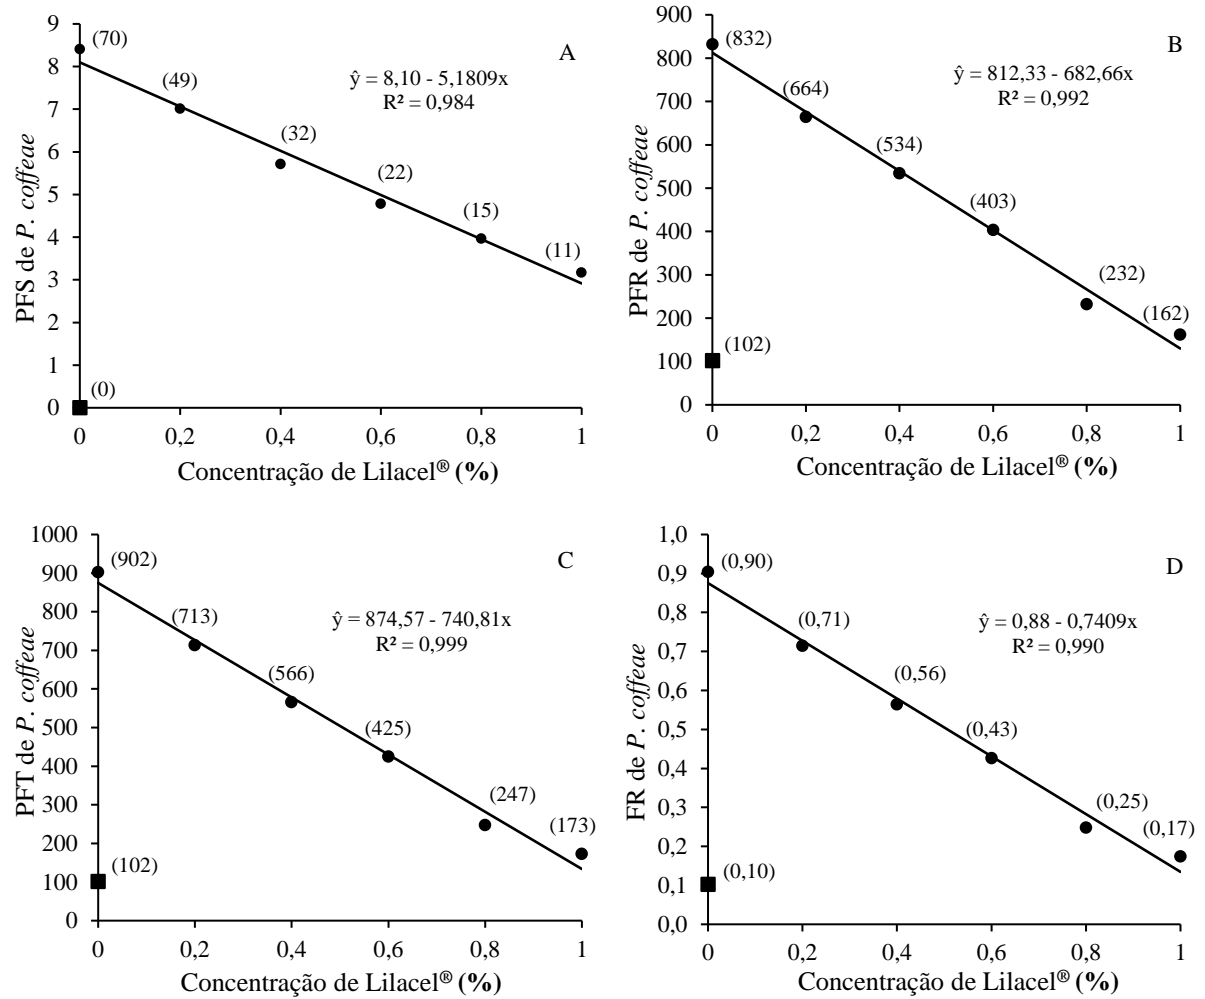 A
ŷ = 8,10 - 5,1809x
R² = 0,984
PFS de P. coffeae
9
8
7
6
5
4
3
2
1
0
(70)
(49)
(32)
(22)
(15)
(11)
(0)
0 0,2 0,4 0,6 0,8 1
Concentração de Lilacel® (%)
B
ŷ = 812,33 - 682,66x
R² = 0,992
PFR de P. coffeae
900
800
700
600
500
400
300
200
100
0
(832)
(664)
(534)
(403)
(232)
(162)
(102)
0 0,2 0,4 0,6 0,8 1
Concentração de Lilacel® (%)
C
ŷ = 874,57 - 740,81x
R² = 0,999
PFT de P. coffeae
1000
900
800
700
600
500
400
300
200
100
0
(902)
(713)
(566)
(425)
(247)
(173)
(102)
0 0,2 0,4 0,6 0,8 1
Concentração de Lilacel® (%)
D
ŷ = 0,88 - 0,7409x
R² = 0,990
FR de P. coffeae
1,0
0,9
0,8
0,7
0,6
0,5
0,4
0,3
0,2
0,1
0,0
(0,90)
(0,71)
(0,56)
(0,43)
(0,25)
(0,17)
(0,10)
0 0,2 0,4 0,6 0,8 1
Concentração de Lilacel® (%)